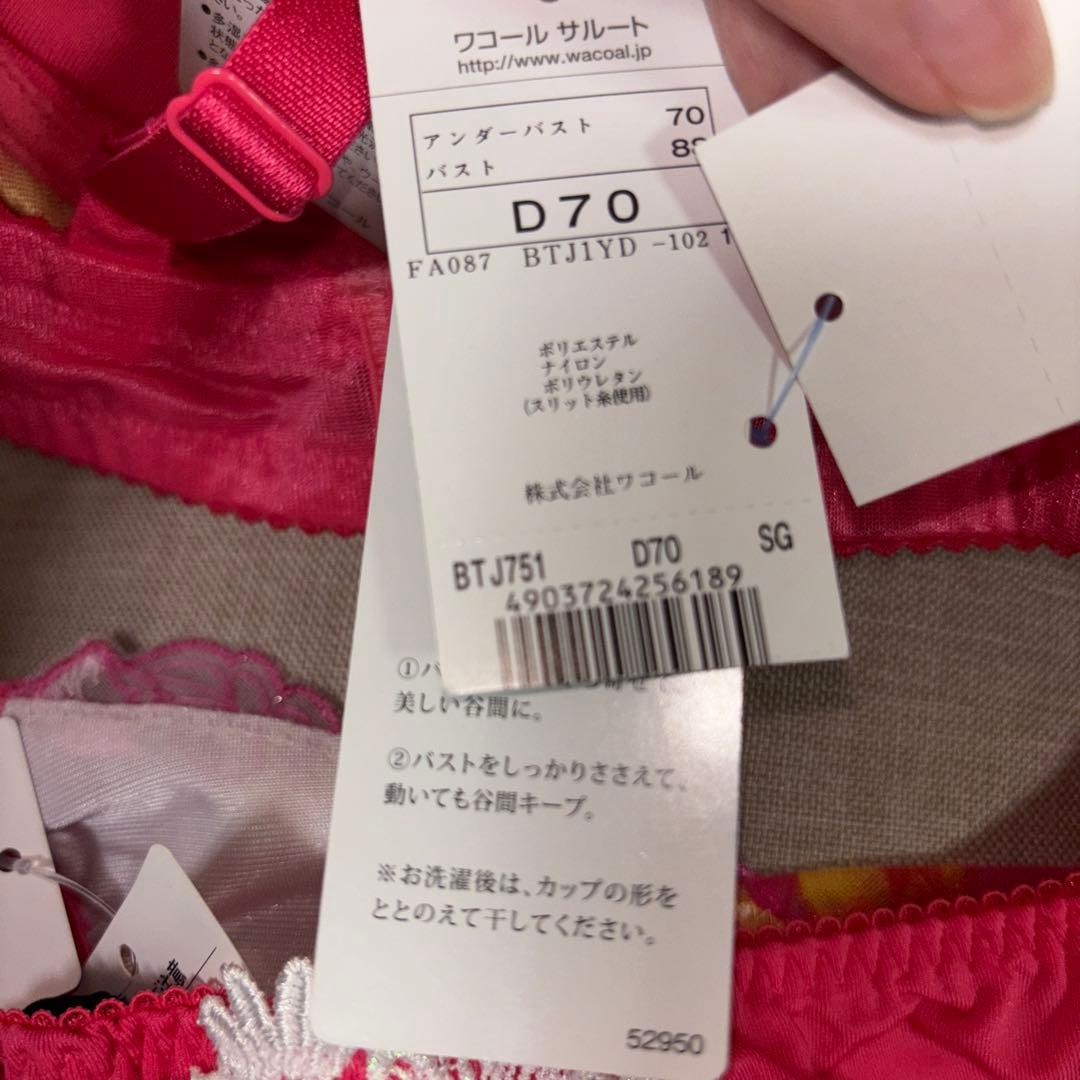 ワコール サルート
http://www.wacoal.jp
アンダーバスト 70
バスト
D70
FA087 BTJ1YD -102
ポリエステル
ナイロン
ポリウレタン
(スリット糸使用)
株式会社ワコール
BTJ751 D70 SG
4903724256189
美しい谷間に。
②バストをしっかりささえて、
動いても谷間キープ。
※お洗濯後は、カップの形を
ととのえて干してください。
52950